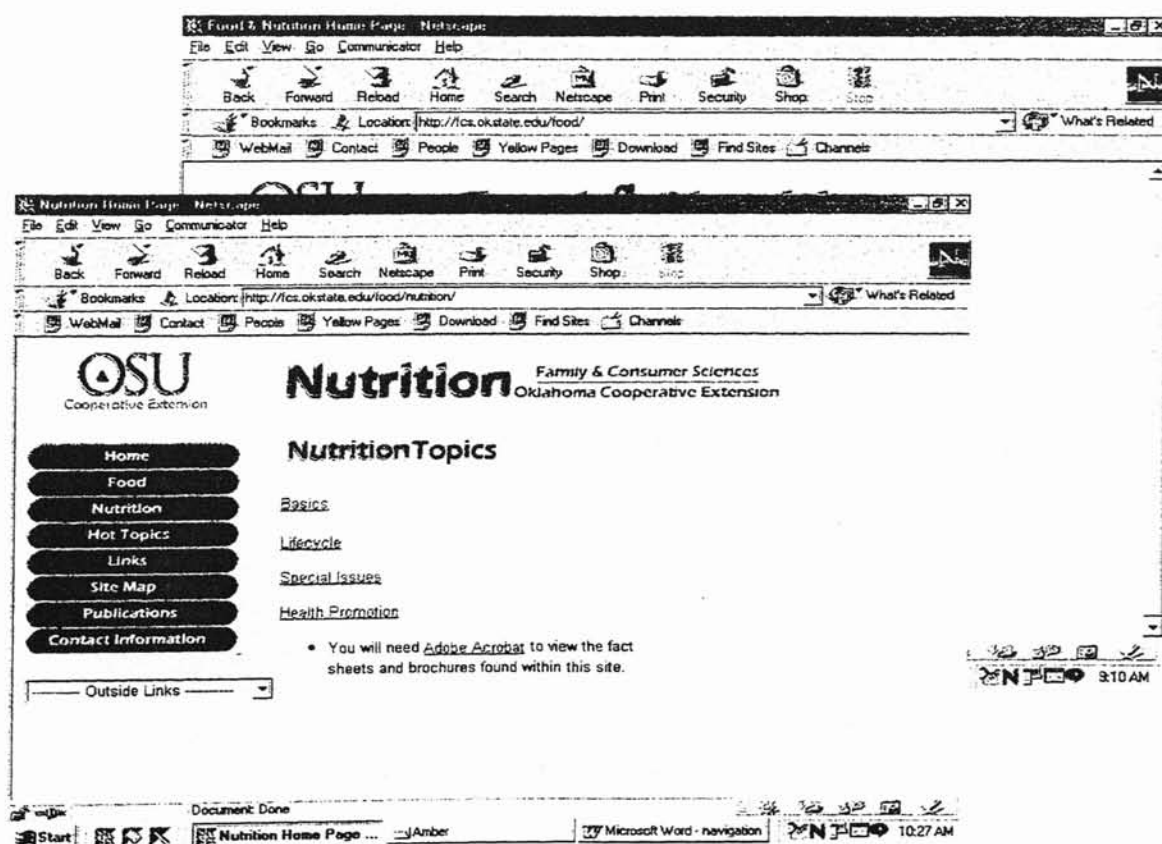 Food & Nutrition Home Page - Netscape
File Edit View Go Communicator Help
Back Forward Reload Home Search Netscape Print Security Shop Stop
Bookmarks Location: http://fcs.okstate.edu/food/ What's Related
WebMail Contact People Yellow Pages Download Find Sites Channels
OSU
Nutrition Home Page - Netscape
File Edit View Go Communicator Help
Back Forward Reload Home Search Netscape Print Security Shop Stop
Bookmarks Location: http://fcs.okstate.edu/food/nutrition/ What's Related
WebMail Contact People Yellow Pages Download Find Sites Channels
OSU
Cooperative Extension
Nutrition Family & Consumer Sciences
Oklahoma Cooperative Extension
Home
Food
Nutrition
Hot Topics
Links
Site Map
Publications
Contact Information
------ Outside Links ------
Nutrition Topics
Basics
Lifecycle
Special Issues
Health Promotion
• You will need Adobe Acrobat to view the fact
sheets and brochures found within this site.
9:10 AM
Document: Done
Start Nutrition Home Page ... Amber Microsoft Word - navigation N 10:27 AM